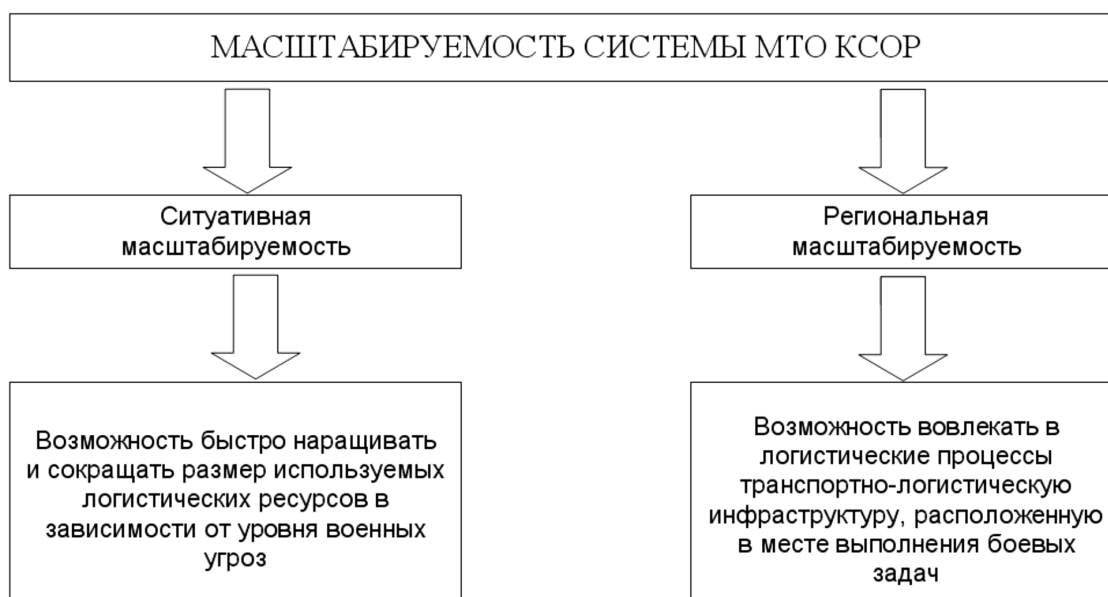 МАСШТАБИРУЕМОСТЬ СИСТЕМЫ МТО КСОР
Ситуативная
масштабируемость
Региональная
масштабируемость
Возможность быстро наращивать
и сокращать размер используемых
логистических ресурсов в
зависимости от уровня военных
угроз
Возможность вовлекать в
логистические процессы
транспортно-логистическую
инфраструктуру, расположенную
в месте выполнения боевых
задач